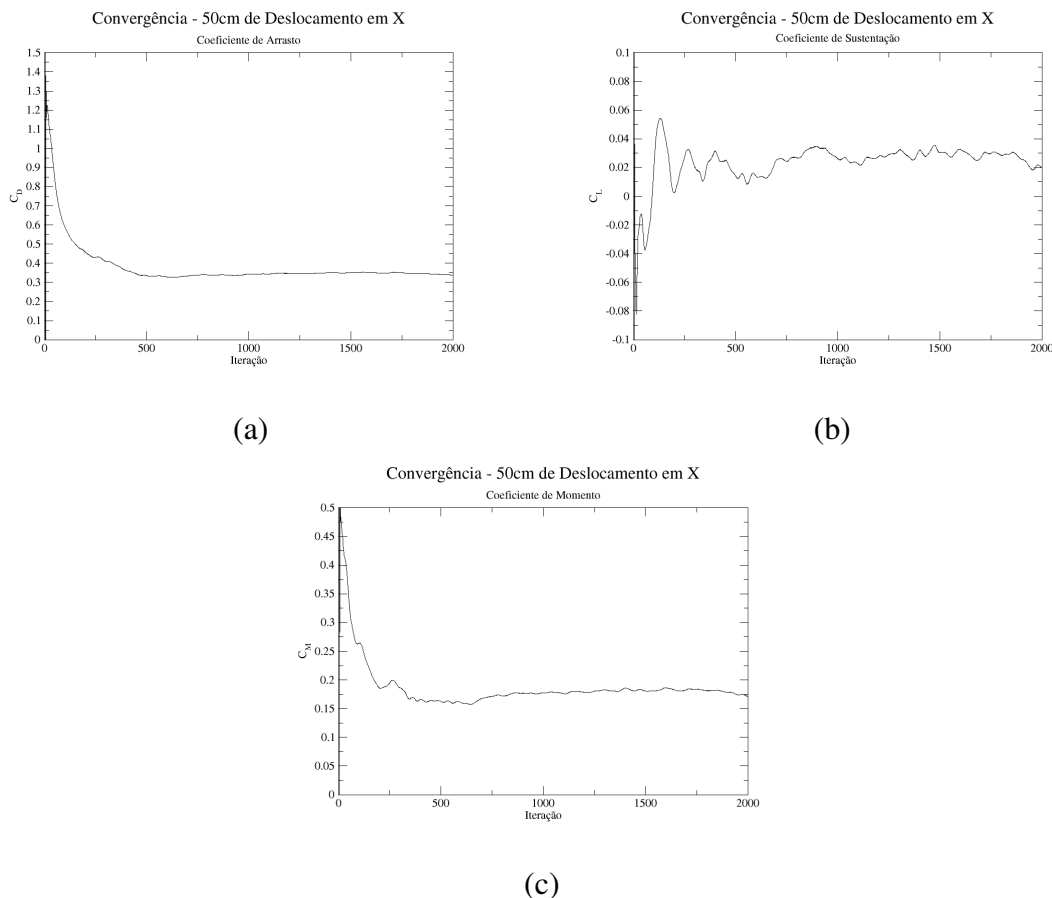 Convergência - 50cm de Deslocamento em X
Coeficiente de Arrasto
1.5
1.4
1.3
1.2
1.1
1
0.9
0.8
0.7
0.6
0.5
0.4
0.3
0.2
0.1
0
C_D
0 500 1000 1500 2000
Iteração
(a)
Convergência - 50cm de Deslocamento em X
Coeficiente de Sustentação
0.1
0.08
0.06
0.04
0.02
0
-0.02
-0.04
-0.06
-0.08
-0.1
C_L
0 500 1000 1500 2000
Iteração
(b)
Convergência - 50cm de Deslocamento em X
Coeficiente de Momento
0.5
0.45
0.4
0.35
0.3
0.25
0.2
0.15
0.1
0.05
0
C_M
0 500 1000 1500 2000
Iteração
(c)